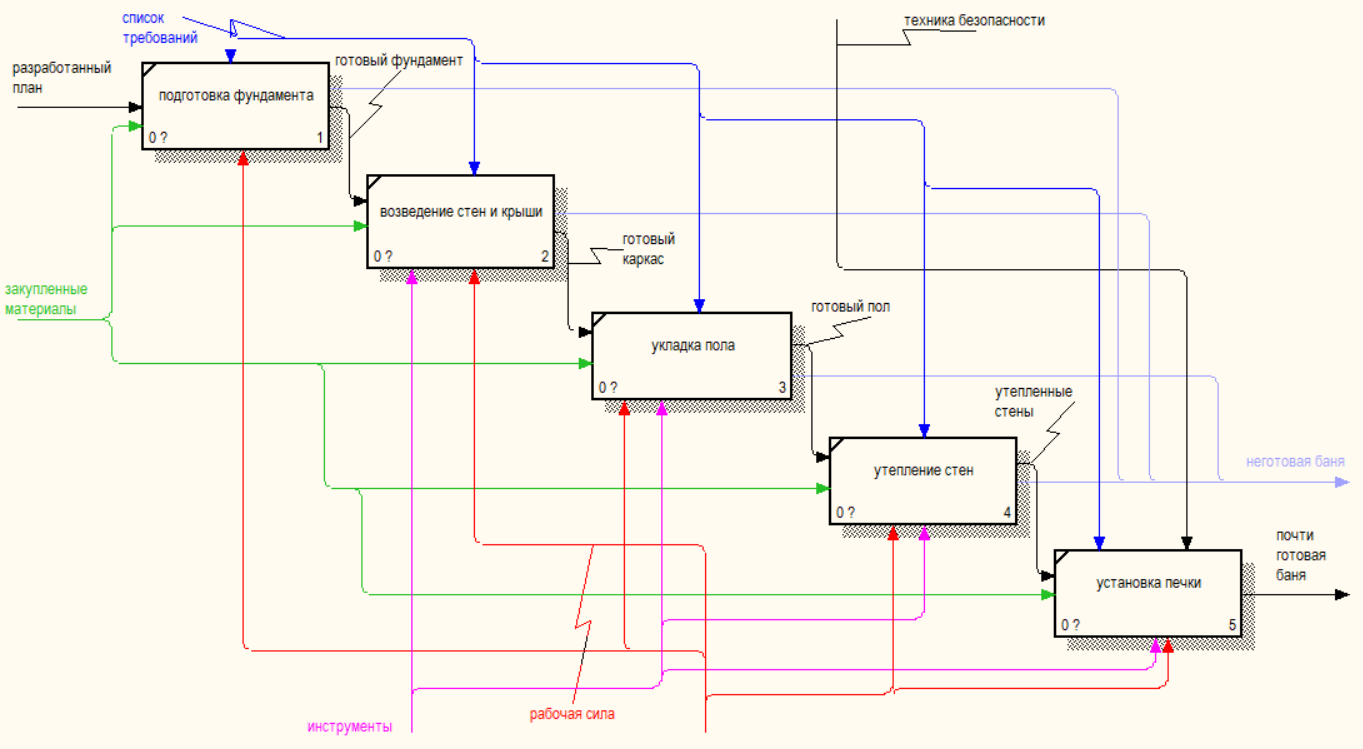 список
требований
техника безопасности
готовый фундамент
разработанный
план
подготовка фундамента
0 ?
1
возведение стен и крыши
0 ?
2
готовый
каркас
закупленные
материалы
готовый пол
укладка пола
0 ?
3
утепленные
стены
утепление стен
0 ?
4
неготовая баня
почти
готовая
баня
установка печки
0 ?
5
рабочая сила
инструменты